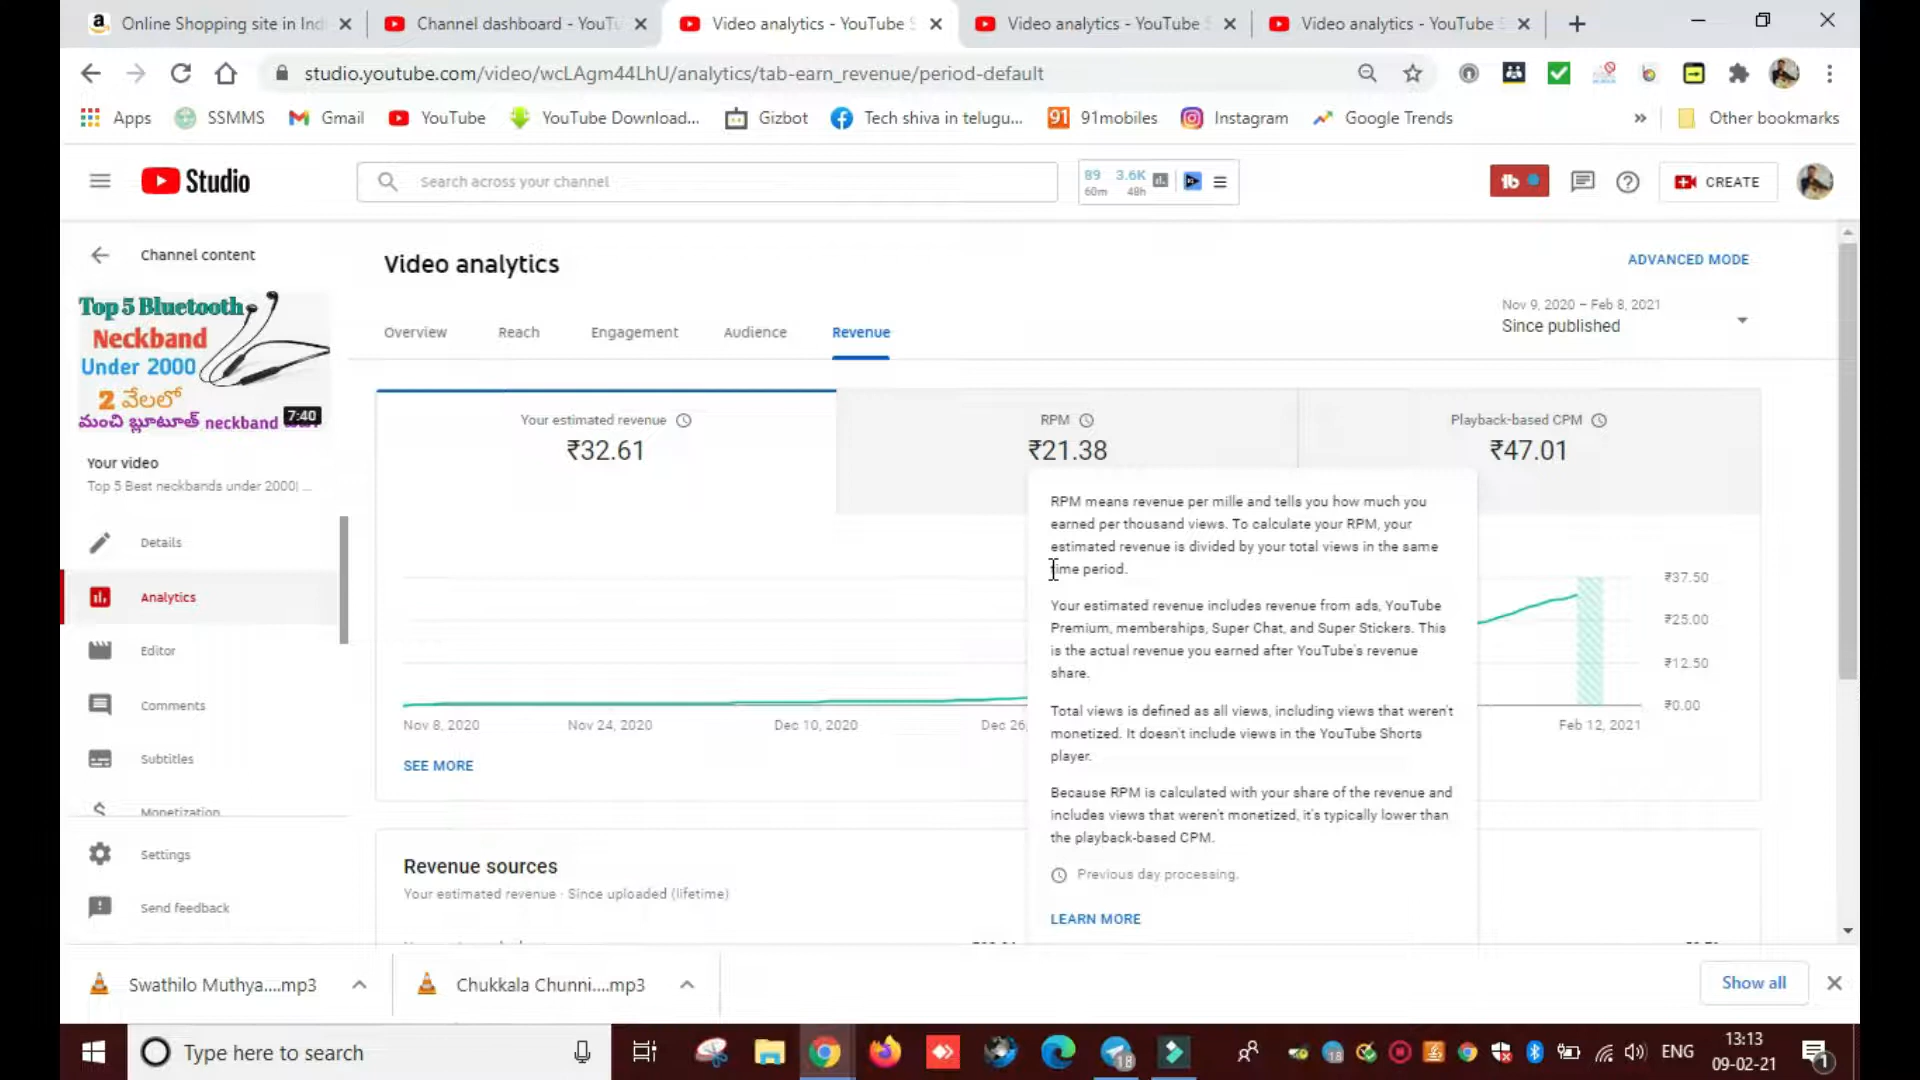 Online Shopping site in Ind
Channel dashboard - YouTu
Video analytics - YouTube S
Video analytics - YouTube S
Video analytics - YouTube S
studio.youtube.com/video/wcLAgm44LhU/analytics/tab-earn_revenue/period-default
Apps
SSMMS
Gmail
YouTube
YouTube Download...
Gizbot
Tech shiva in telugu...
91 91mobiles
Instagram
Google Trends
»
Other bookmarks
Studio
Search across your channel
89 3.6K
60m 48h
CREATE
Channel content
Video analytics
ADVANCED MODE
Nov 9, 2020 – Feb 8, 2021
Since published
Overview
Reach
Engagement
Audience
Revenue
Top 5 Bluetooth
Neckband
Under 2000
2 వేలలో
మంచి బ్లూటూత్ neckband
7:40
Your video
Top 5 Best neckbands under 2000| ...
Details
Analytics
Editor
Comments
Subtitles
Monetization
Settings
Send feedback
Your estimated revenue
₹32.61
RPM
₹21.38
Playback-based CPM
₹47.01
RPM means revenue per mille and tells you how much you
earned per thousand views. To calculate your RPM, your
estimated revenue is divided by your total views in the same
time period.
Your estimated revenue includes revenue from ads, YouTube
Premium, memberships, Super Chat, and Super Stickers. This
is the actual revenue you earned after YouTube's revenue
share.
Total views is defined as all views, including views that weren't
monetized. It doesn't include views in the YouTube Shorts
player.
Because RPM is calculated with your share of the revenue and
includes views that weren't monetized, it's typically lower than
the playback-based CPM.
Previous day processing.
LEARN MORE
₹37.50
₹25.00
₹12.50
₹0.00
Nov 8, 2020
Nov 24, 2020
Dec 10, 2020
Dec 26,
Feb 12, 2021
SEE MORE
Revenue sources
Your estimated revenue · Since uploaded (lifetime)
Swathilo Muthya....mp3
Chukkala Chunni....mp3
Show all
Type here to search
18
18
ENG
13:13
09-02-21
1